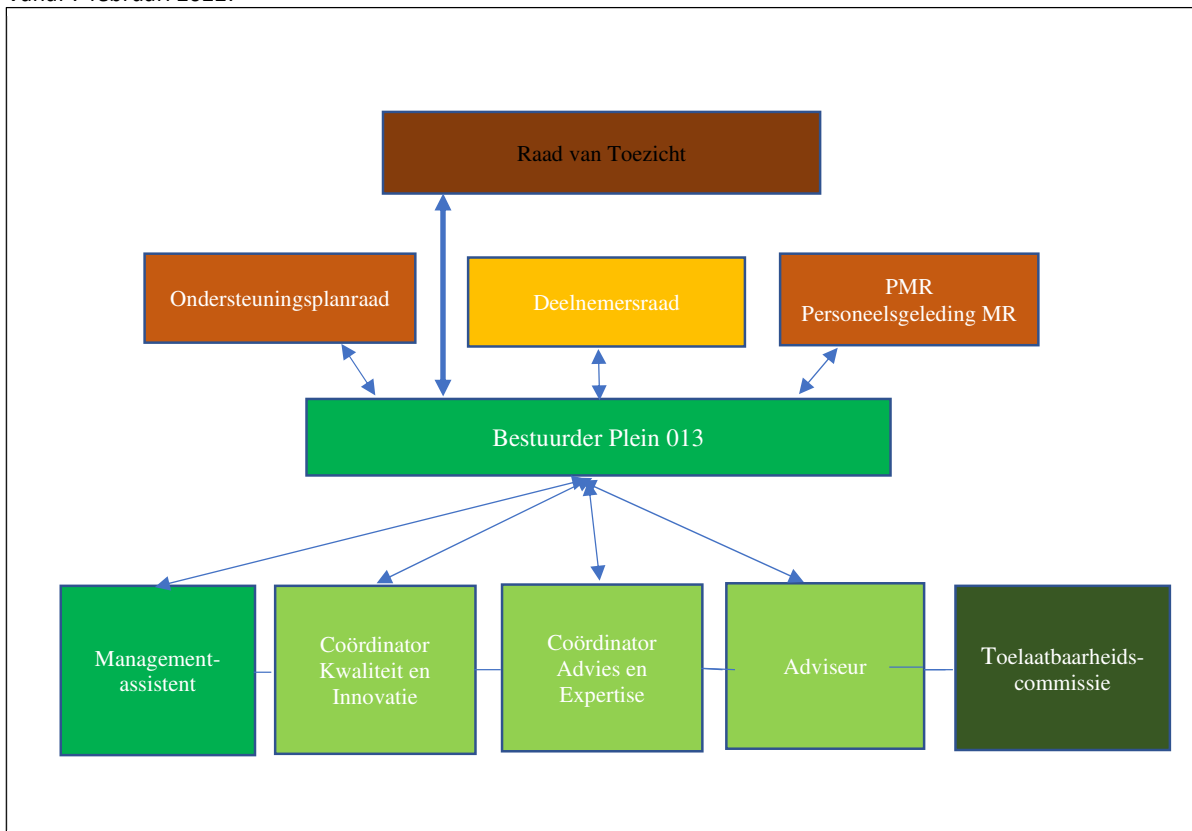 Raad van Toezicht
Ondersteuningsplanraad
Deelnemersraad
PMR
Personeelsgeleding MR
Bestuurder Plein 013
Management-
assistent
Coördinator
Kwaliteit en
Innovatie
Coördinator
Advies en
Expertise
Adviseur
Toelaatbaarheids-
commissie